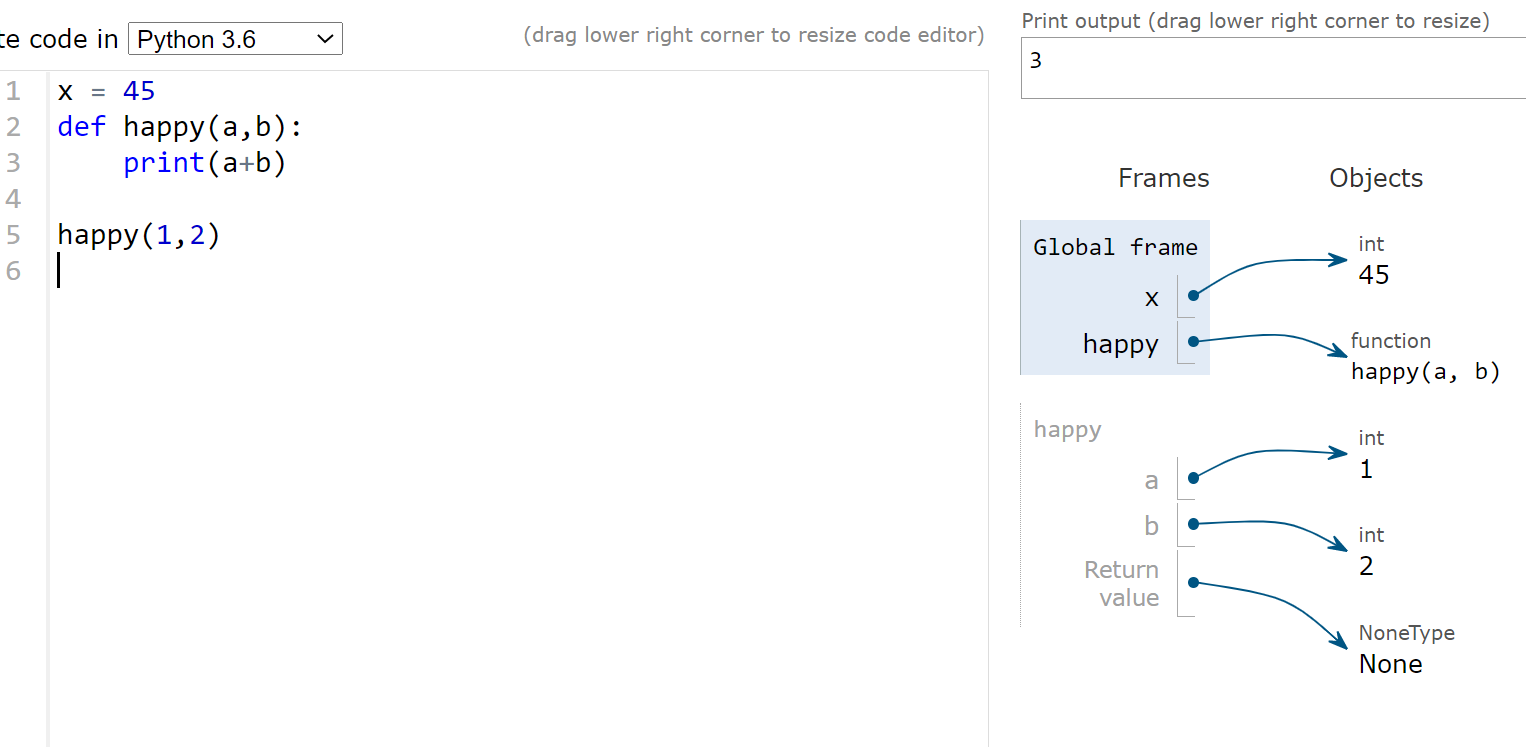 te code in Python 3.6
(drag lower right corner to resize code editor)
1 x = 45
2 def happy(a,b):
3     print(a+b)
4
5 happy(1,2)
6
Print output (drag lower right corner to resize)
3
Frames Objects
Global frame
x
happy
int
45
function
happy(a, b)
happy
a
b
Return
value
int
1
int
2
NoneType
None